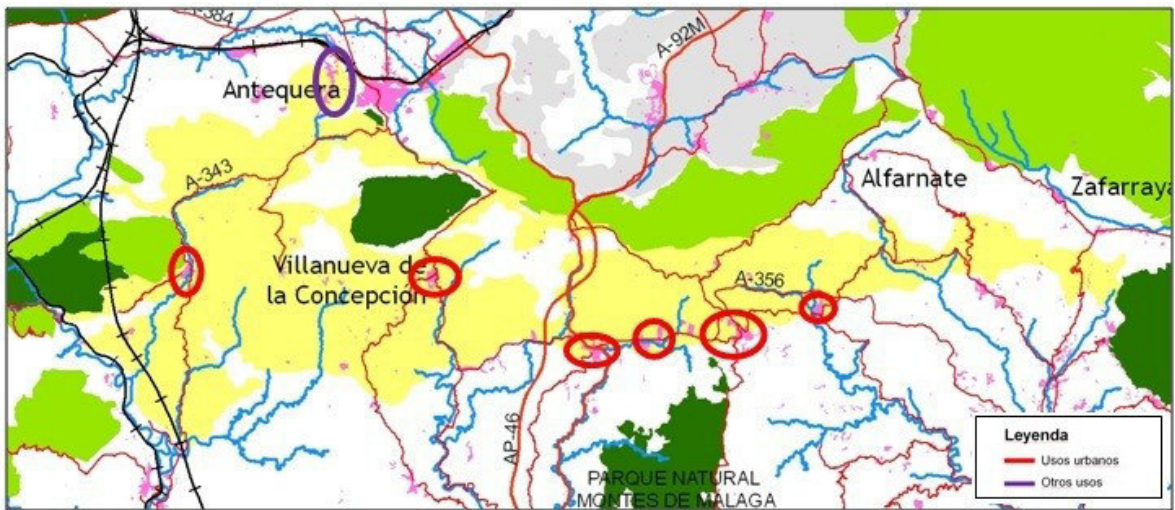 A-384
A-92M
Antequera
A-343
Alfarnate
Zafarraya
Villanueva de
la Concepción
A-356
AP-46
PARQUE NATURAL
MONTES DE MALAGA
Leyenda
Usos urbanos
Otros usos